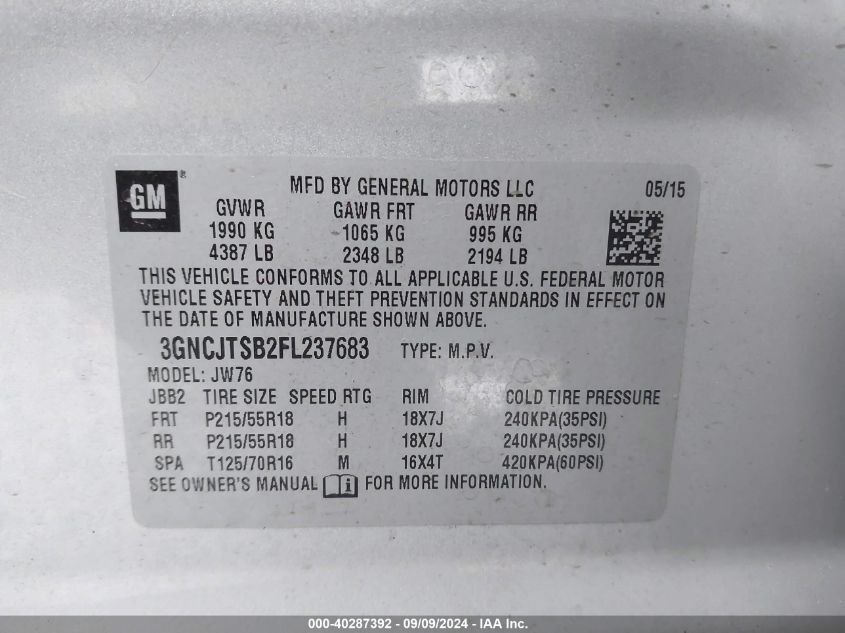 GM®
MFD BY GENERAL MOTORS LLC 05/15
GVWR GAWR FRT GAWR RR
1990 KG 1065 KG 995 KG
4387 LB 2348 LB 2194 LB
THIS VEHICLE CONFORMS TO ALL APPLICABLE U.S. FEDERAL MOTOR
VEHICLE SAFETY AND THEFT PREVENTION STANDARDS IN EFFECT ON
THE DATE OF MANUFACTURE SHOWN ABOVE.
3GNCJTSB2FL237683 TYPE: M.P.V.
MODEL: JW76
JBB2 TIRE SIZE SPEED RTG RIM COLD TIRE PRESSURE
FRT P215/55R18 H 18X7J 240KPA(35PSI)
RR P215/55R18 H 18X7J 240KPA(35PSI)
SPA T125/70R16 M 16X4T 420KPA(60PSI)
SEE OWNER'S MANUAL i FOR MORE INFORMATION.
000-40287392 - 09/09/2024 - IAA Inc.